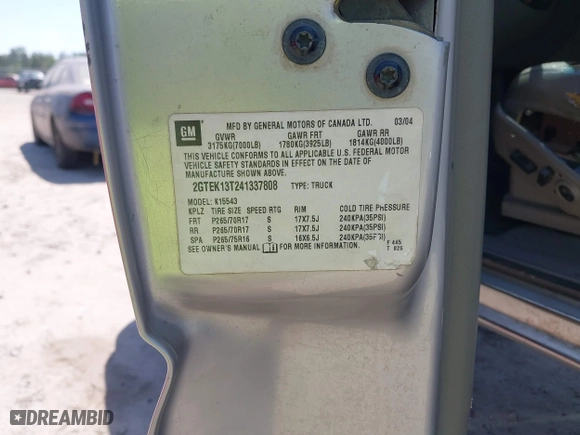 GM
MFD BY GENERAL MOTORS OF CANADA LTD. 03/04
GVWR GAWR FRT GAWR RR
3175KG(7000LB) 1780KG(3925LB) 1814KG(4000LB)
THIS VEHICLE CONFORMS TO ALL APPLICABLE U.S. FEDERAL MOTOR
VEHICLE SAFETY STANDARDS IN EFFECT ON THE DATE OF
MANUFACTURE SHOWN ABOVE.
2GTEK13T241337808 TYPE: TRUCK
MODEL: K15543
KPLZ TIRE SIZE SPEED RTG RIM COLD TIRE PRESSURE
FRT P265/70R17 S 17X7.5J 240KPA(35PSI)
RR P265/70R17 S 17X7.5J 240KPA(35PSI)
SPA P265/75R16 S 16X6.5J 240KPA(35PSI)
SEE OWNER'S MANUAL FOR MORE INFORMATION.
F 445
T 026
DREAMBID